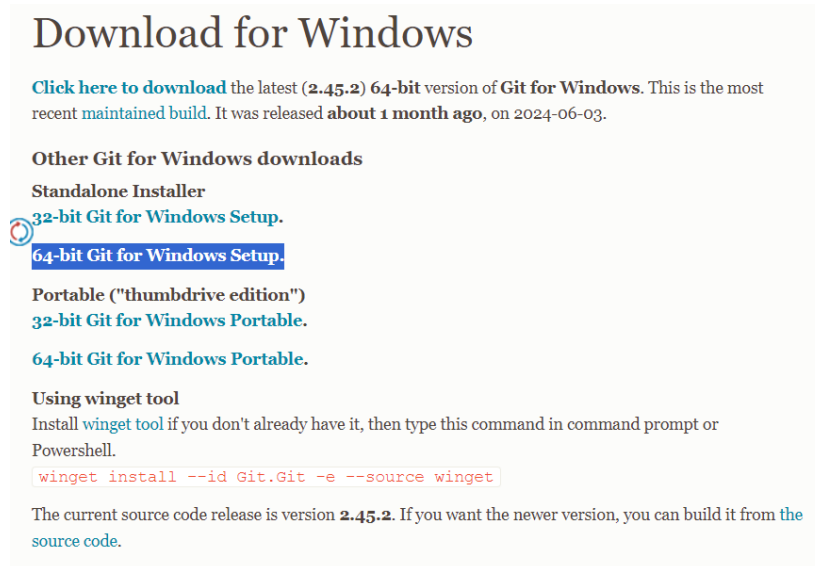 Download for Windows
Click here to download the latest (2.45.2) 64-bit version of Git for Windows. This is the most
recent maintained build. It was released about 1 month ago, on 2024-06-03.
Other Git for Windows downloads
Standalone Installer
32-bit Git for Windows Setup.
64-bit Git for Windows Setup.
Portable ("thumbdrive edition")
32-bit Git for Windows Portable.
64-bit Git for Windows Portable.
Using winget tool
Install winget tool if you don't already have it, then type this command in command prompt or
Powershell.
winget install --id Git.Git -e --source winget
The current source code release is version 2.45.2. If you want the newer version, you can build it from the
source code.